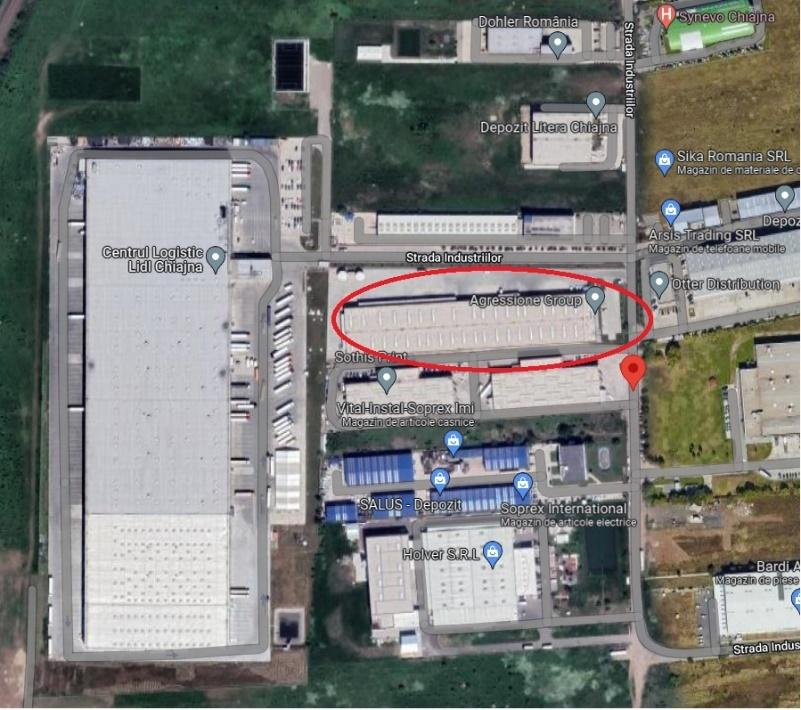 Dohler România
Synevo Chiajna
Strada Industriilor
Depozit Litera Chiajna
Sika Romania SRL
Magazin de materiale de c
Depoz
Arsis Trading SRL
Magazin de telefoane mobile
Centrul Logistic
Lidl Chiajna
Strada Industriilor
Otter Distribution
Agressione Group
Sothis Print
Vital-Instal-Soprex Imi
Magazin de articole casnice
SALUS - Depozit
Soprex International
Magazin de articole electrice
Holver S.R.L
Bardi A
Magazin de piese
Strada Indus